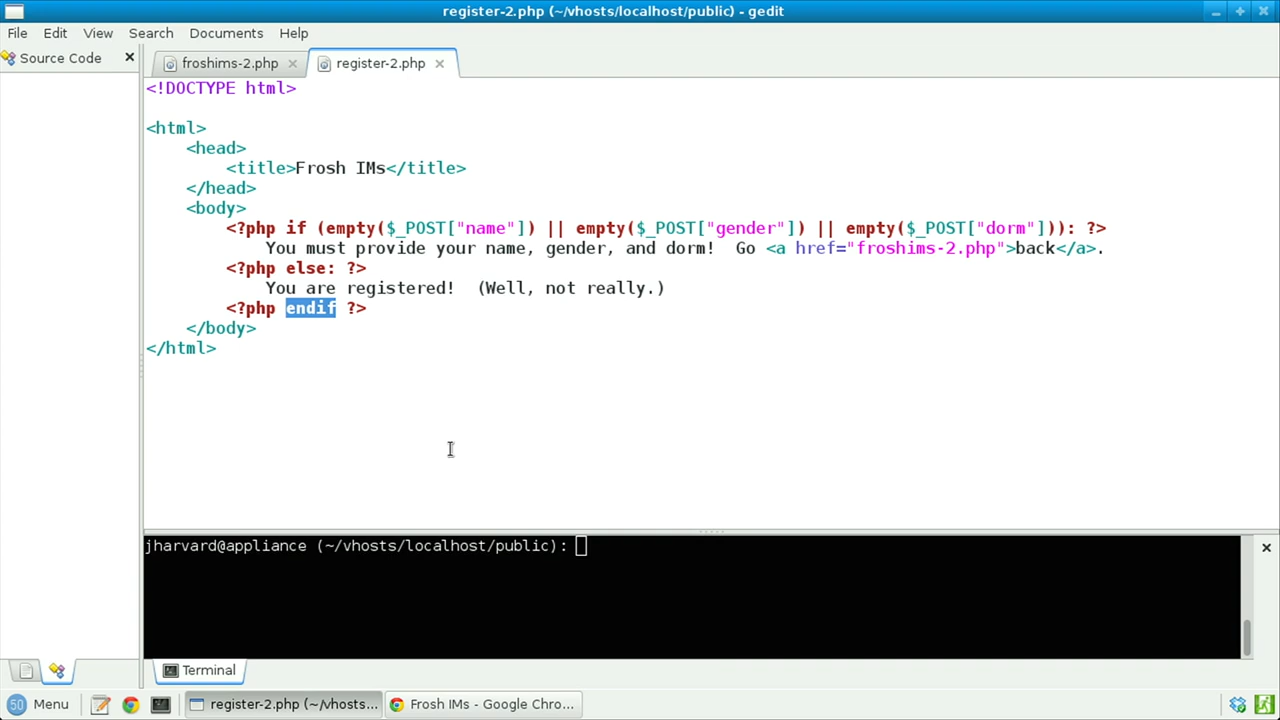 register-2.php (~/vhosts/localhost/public) - gedit
File Edit View Search Documents Help
Source Code
froshims-2.php
register-2.php
<!DOCTYPE html>
<html>
<head>
<title>Frosh IMs</title>
</head>
<body>
<?php if (empty($_POST["name"]) || empty($_POST["gender"]) || empty($_POST["dorm"])): ?>
You must provide your name, gender, and dorm!  Go <a href="froshims-2.php">back</a>.
<?php else: ?>
You are registered!  (Well, not really.)
<?php endif ?>
</body>
</html>
jharvard@appliance (~/vhosts/localhost/public):
Terminal
50 Menu
register-2.php (~/vhosts...
Frosh IMs - Google Chro...